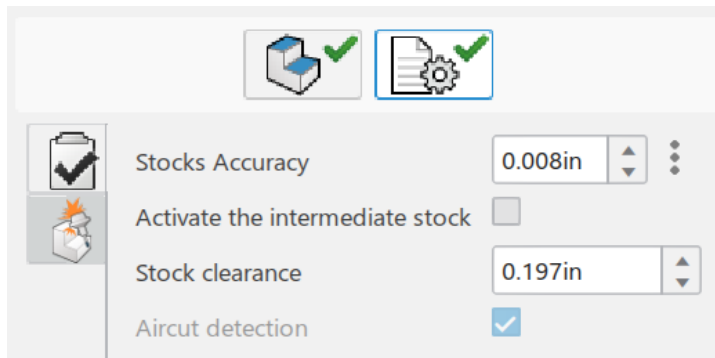 Stocks Accuracy 0.008in
Activate the intermediate stock
Stock clearance 0.197in
Aircut detection